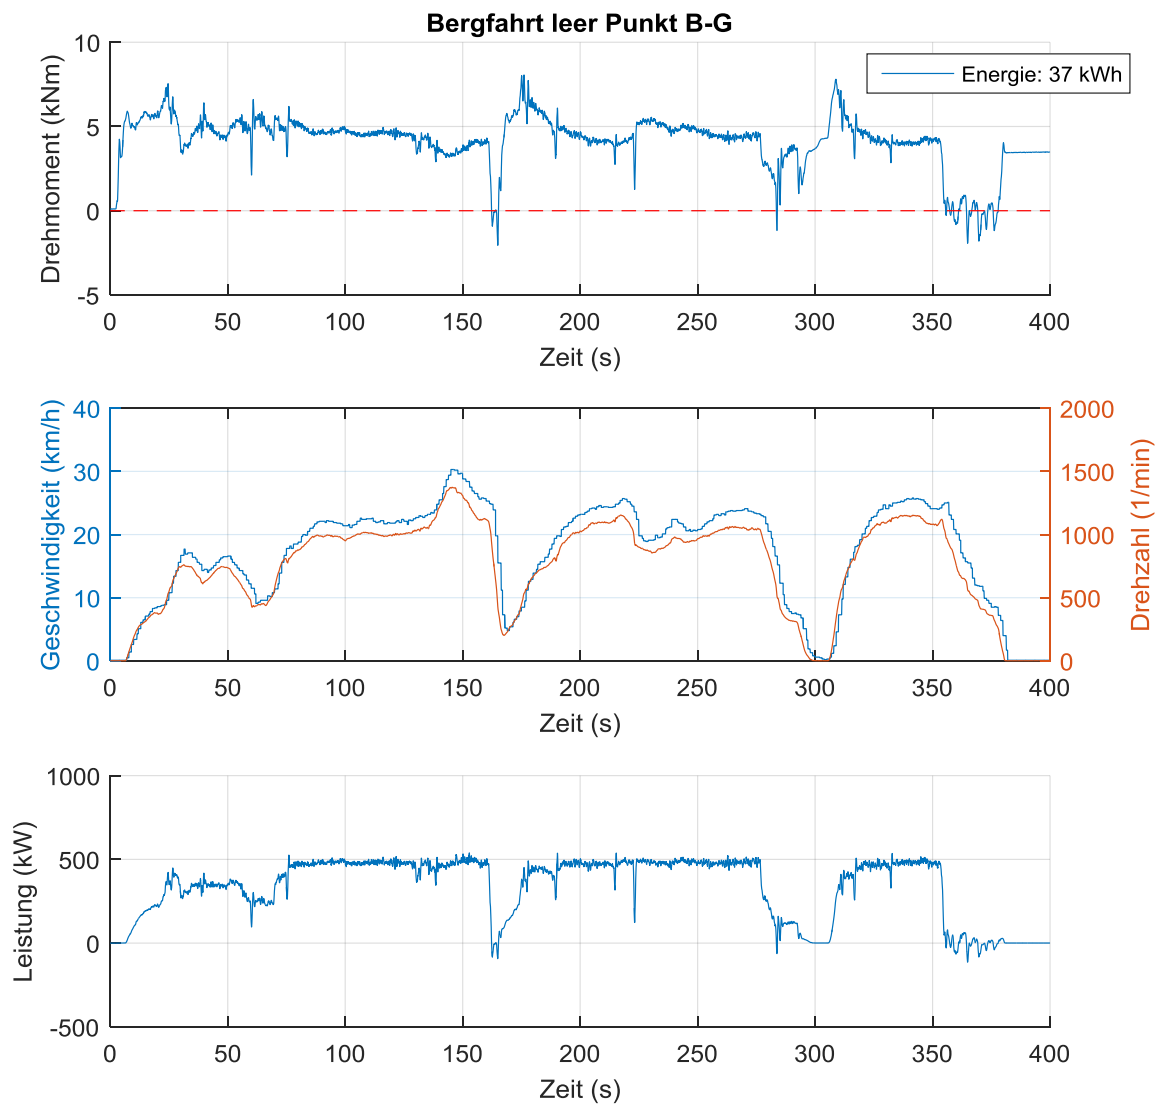 Bergfahrt leer Punkt B-G
Drehmoment (kNm)
10
5
0
-5
Energie: 37 kWh
0 50 100 150 200 250 300 350 400
Zeit (s)
Geschwindigkeit (km/h)
40
30
20
10
0
2000
1500
1000
500
0
Drehzahl (1/min)
0 50 100 150 200 250 300 350 400
Zeit (s)
Leistung (kW)
1000
500
0
-500
0 50 100 150 200 250 300 350 400
Zeit (s)